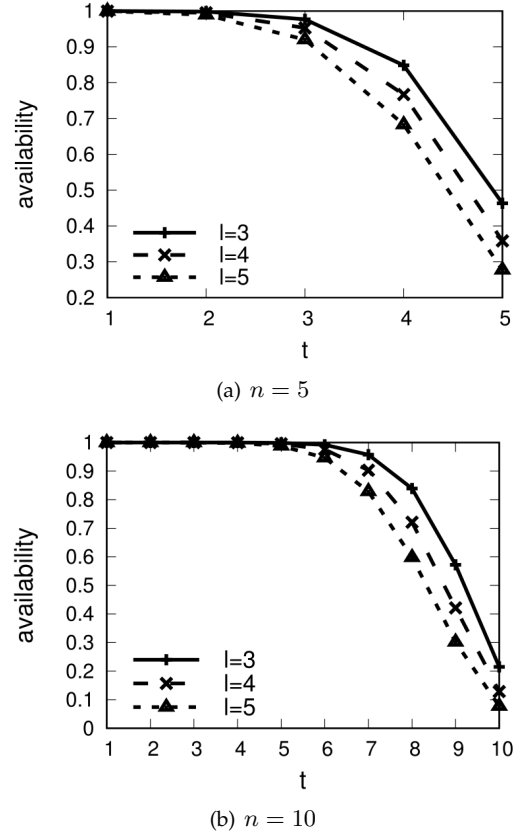 1
0.9
0.8
0.7
0.6
0.5
0.4
0.3
0.2
availability
l=3
l=4
l=5
1 2 3 4 5
t
(a) n = 5
1
0.9
0.8
0.7
0.6
0.5
0.4
0.3
0.2
0.1
0
availability
l=3
l=4
l=5
1 2 3 4 5 6 7 8 9 10
t
(b) n = 10